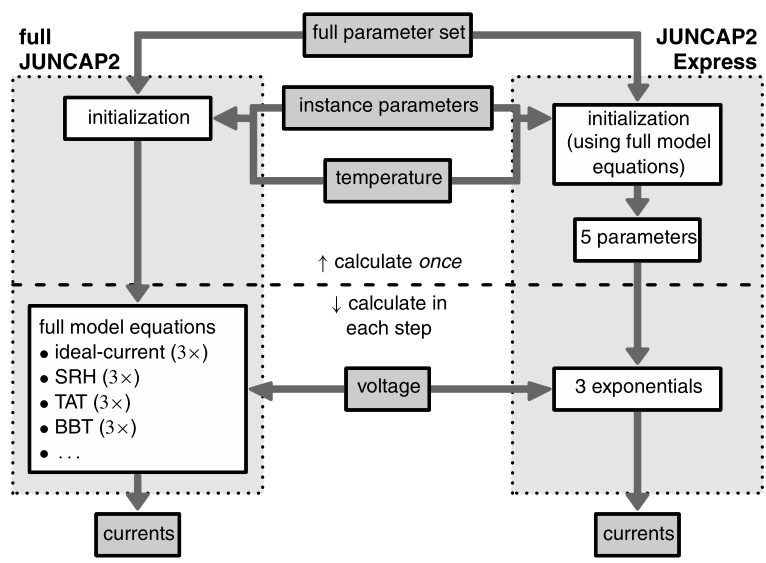 full
JUNCAP2
full parameter set
JUNCAP2
Express
initialization
instance parameters
temperature
initialization
(using full model
equations)
5 parameters
↑ calculate once
↓ calculate in
each step
full model equations
• ideal-current (3×)
• SRH (3×)
• TAT (3×)
• BBT (3×)
• ...
voltage
3 exponentials
currents
currents